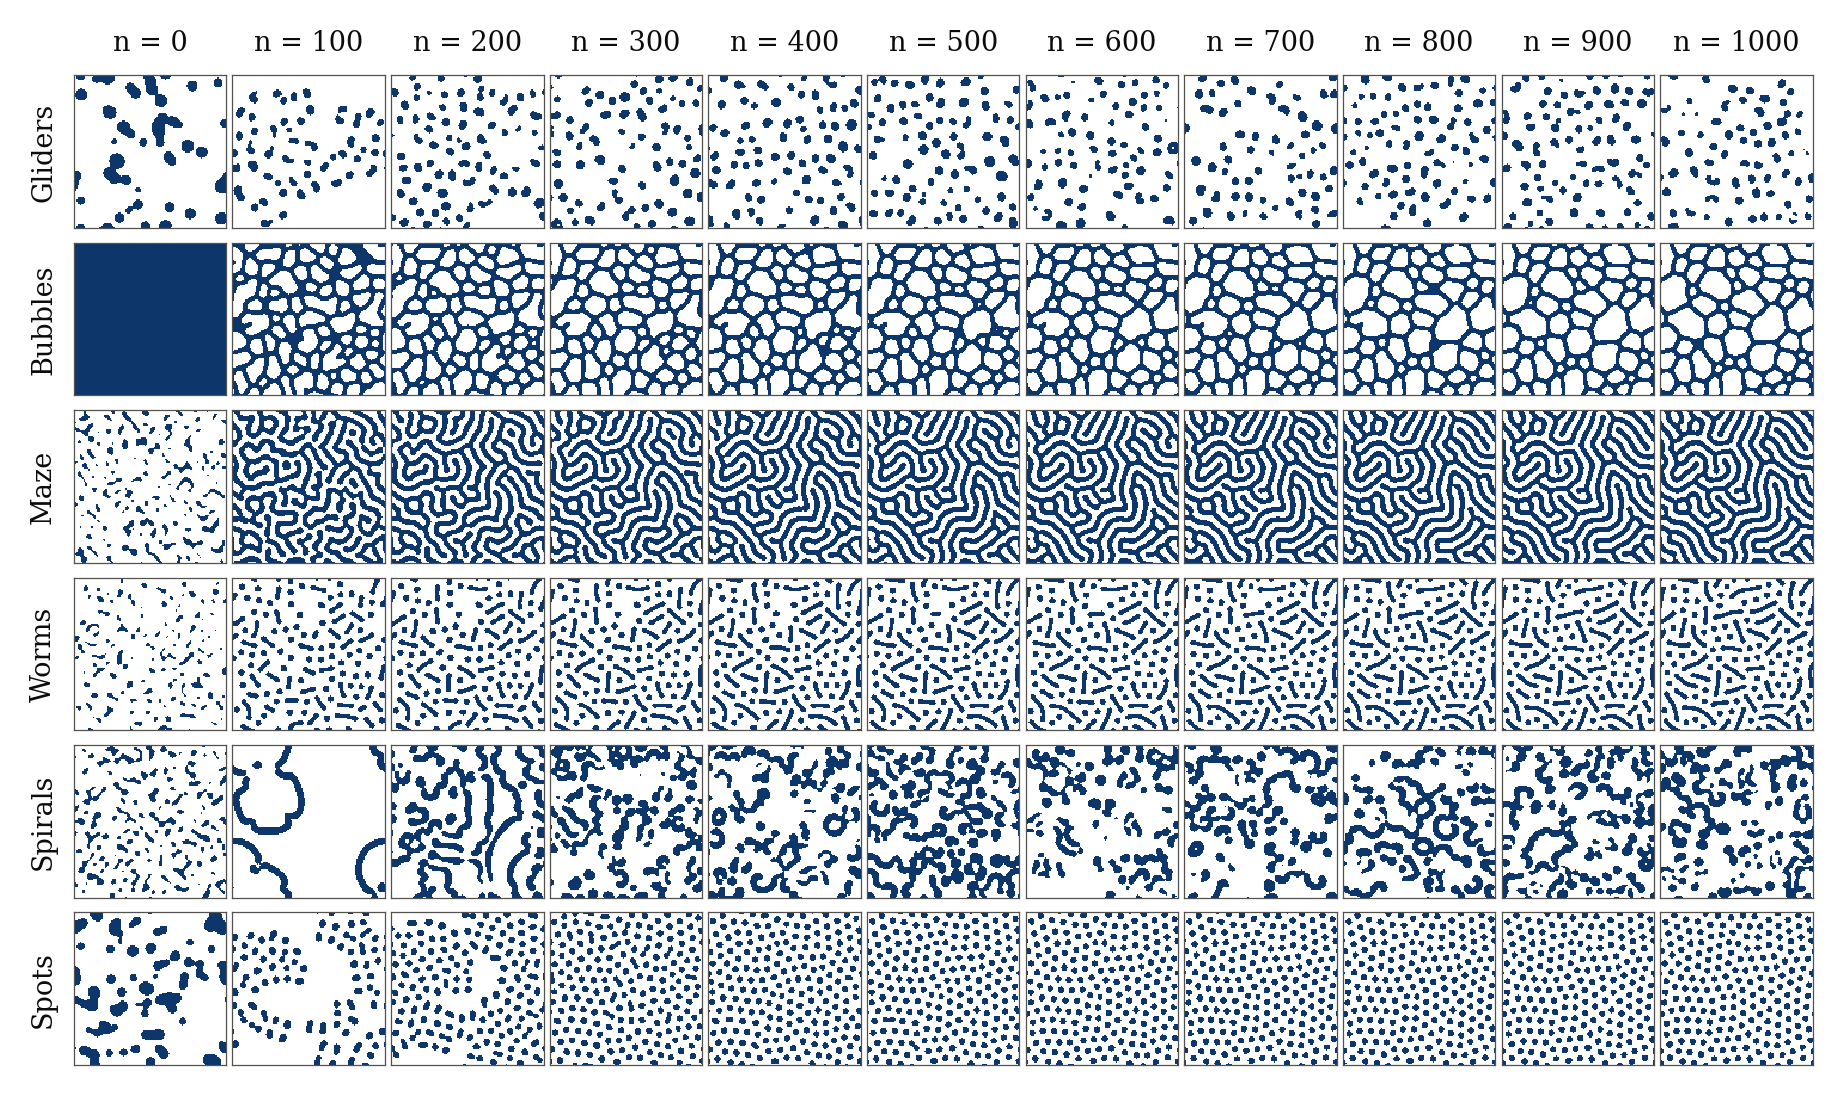 n = 0 n = 100 n = 200 n = 300 n = 400 n = 500 n = 600 n = 700 n = 800 n = 900 n = 1000
Gliders
Bubbles
Maze
Worms
Spirals
Spots